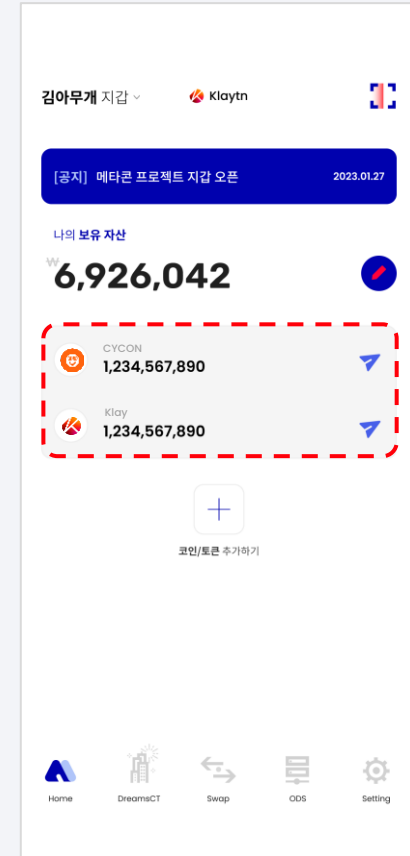 김아무개 지갑
Klaytn
[공지] 메타콘 프로젝트 지갑 오픈 2023.01.27
나의 보유 자산
₩6,926,042
CYCON
1,234,567,890
Klay
1,234,567,890
코인/토큰 추가하기
Home DreamsCT Swap ODS Setting